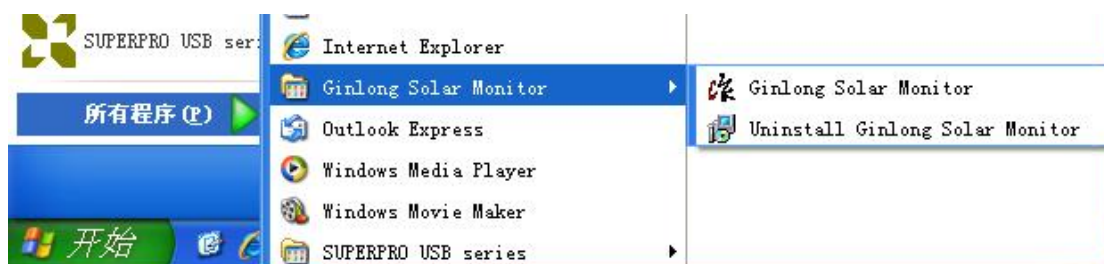 SUPERPRO USB ser
所有程序(P)
开始
Internet Explorer
Ginlong Solar Monitor
Outlook Express
Windows Media Player
Windows Movie Maker
SUPERPRO USB series
Ginlong Solar Monitor
Uninstall Ginlong Solar Monitor